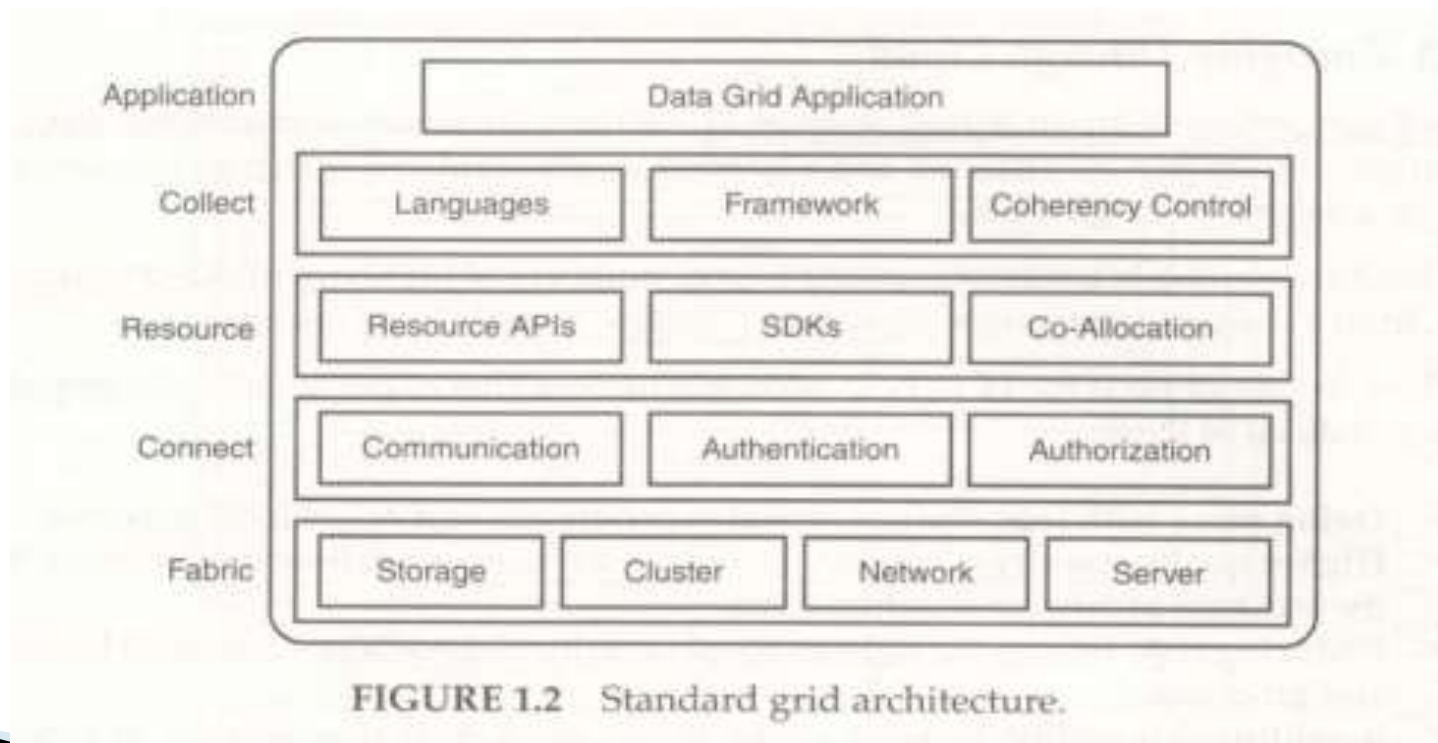 Application Data Grid Application
Collect Languages Framework Coherency Control
Resource Resource APIs SDKs Co-Allocation
Connect Communication Authentication Authorization
Fabric Storage Cluster Network Server
FIGURE 1.2 Standard grid architecture.